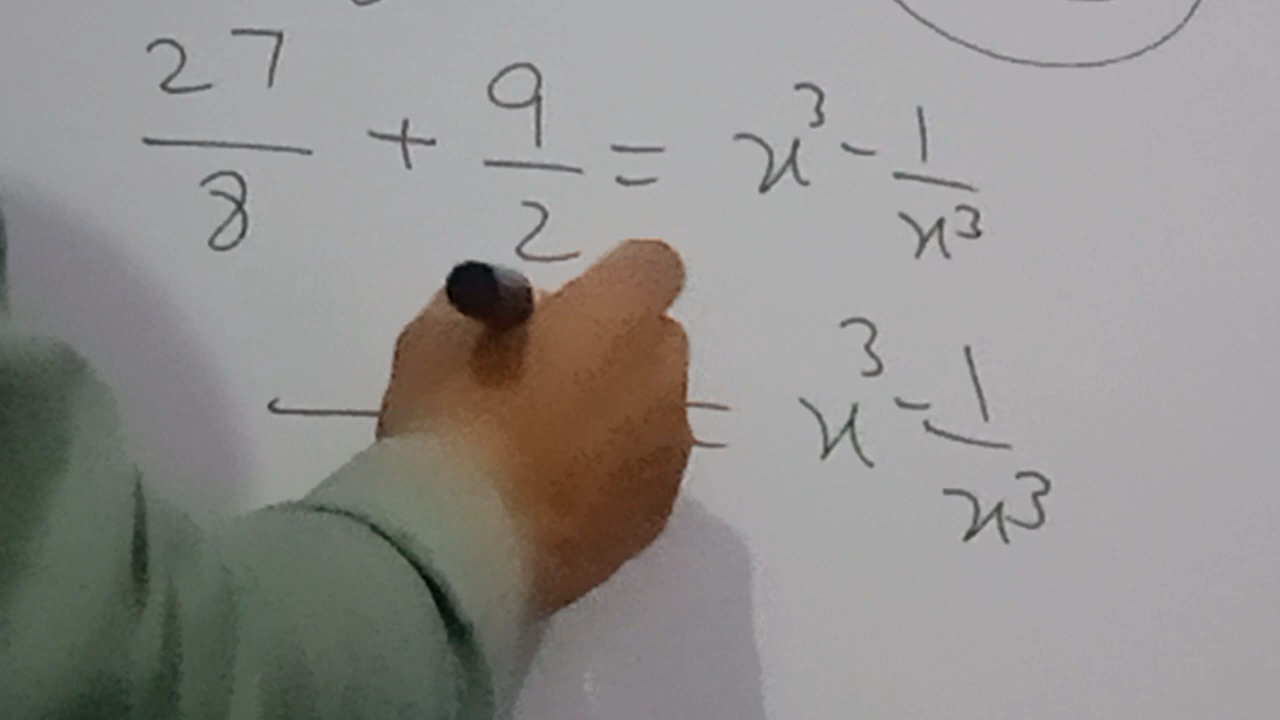 27/8 + 9/2 = x³ - 1/x³
= x³ - 1/x³